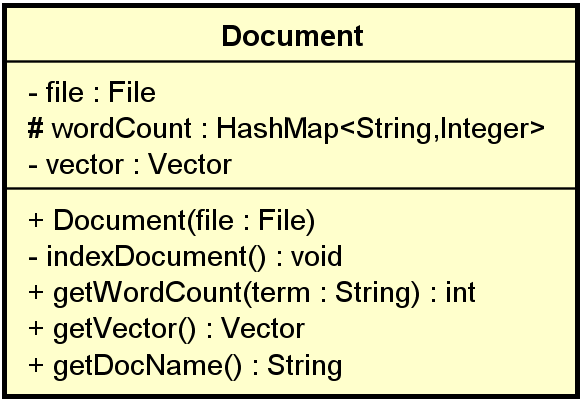 Document
- file : File
# wordCount : HashMap<String,Integer>
- vector : Vector
+ Document(file : File)
- indexDocument() : void
+ getWordCount(term : String) : int
+ getVector() : Vector
+ getDocName() : String